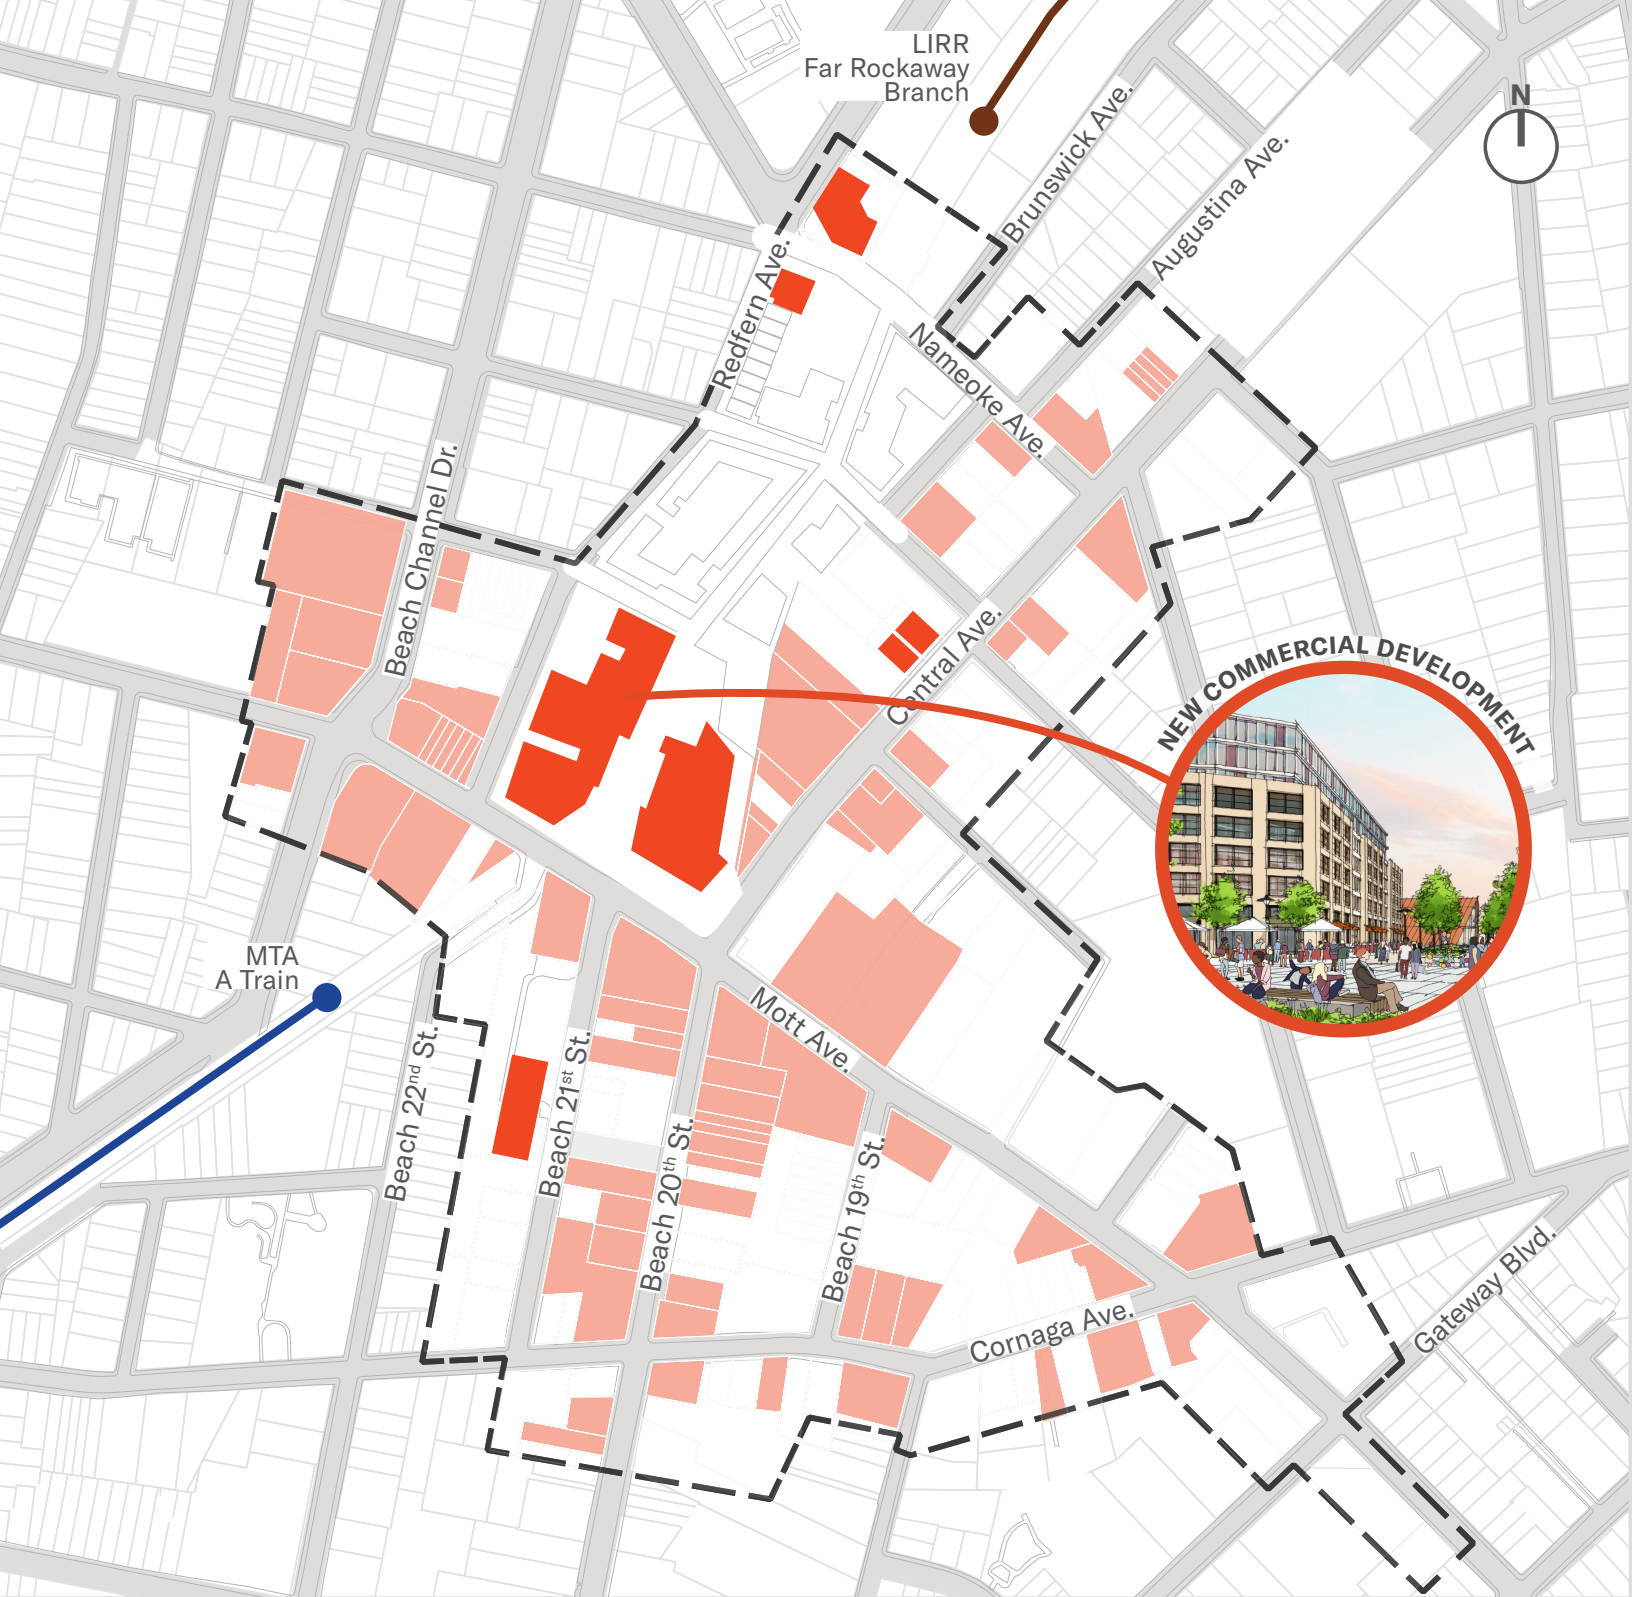 LIRR
Far Rockaway
Branch
N
Brunswick Ave.
Augustina Ave.
Redfern Ave.
Nameoke Ave.
Beach Channel Dr.
Central Ave.
NEW COMMERCIAL DEVELOPMENT
MTA
A Train
Mott Ave.
Beach 22nd St.
Beach 21st St.
Beach 20th St.
Beach 19th St.
Cornaga Ave.
Gateway Blvd.